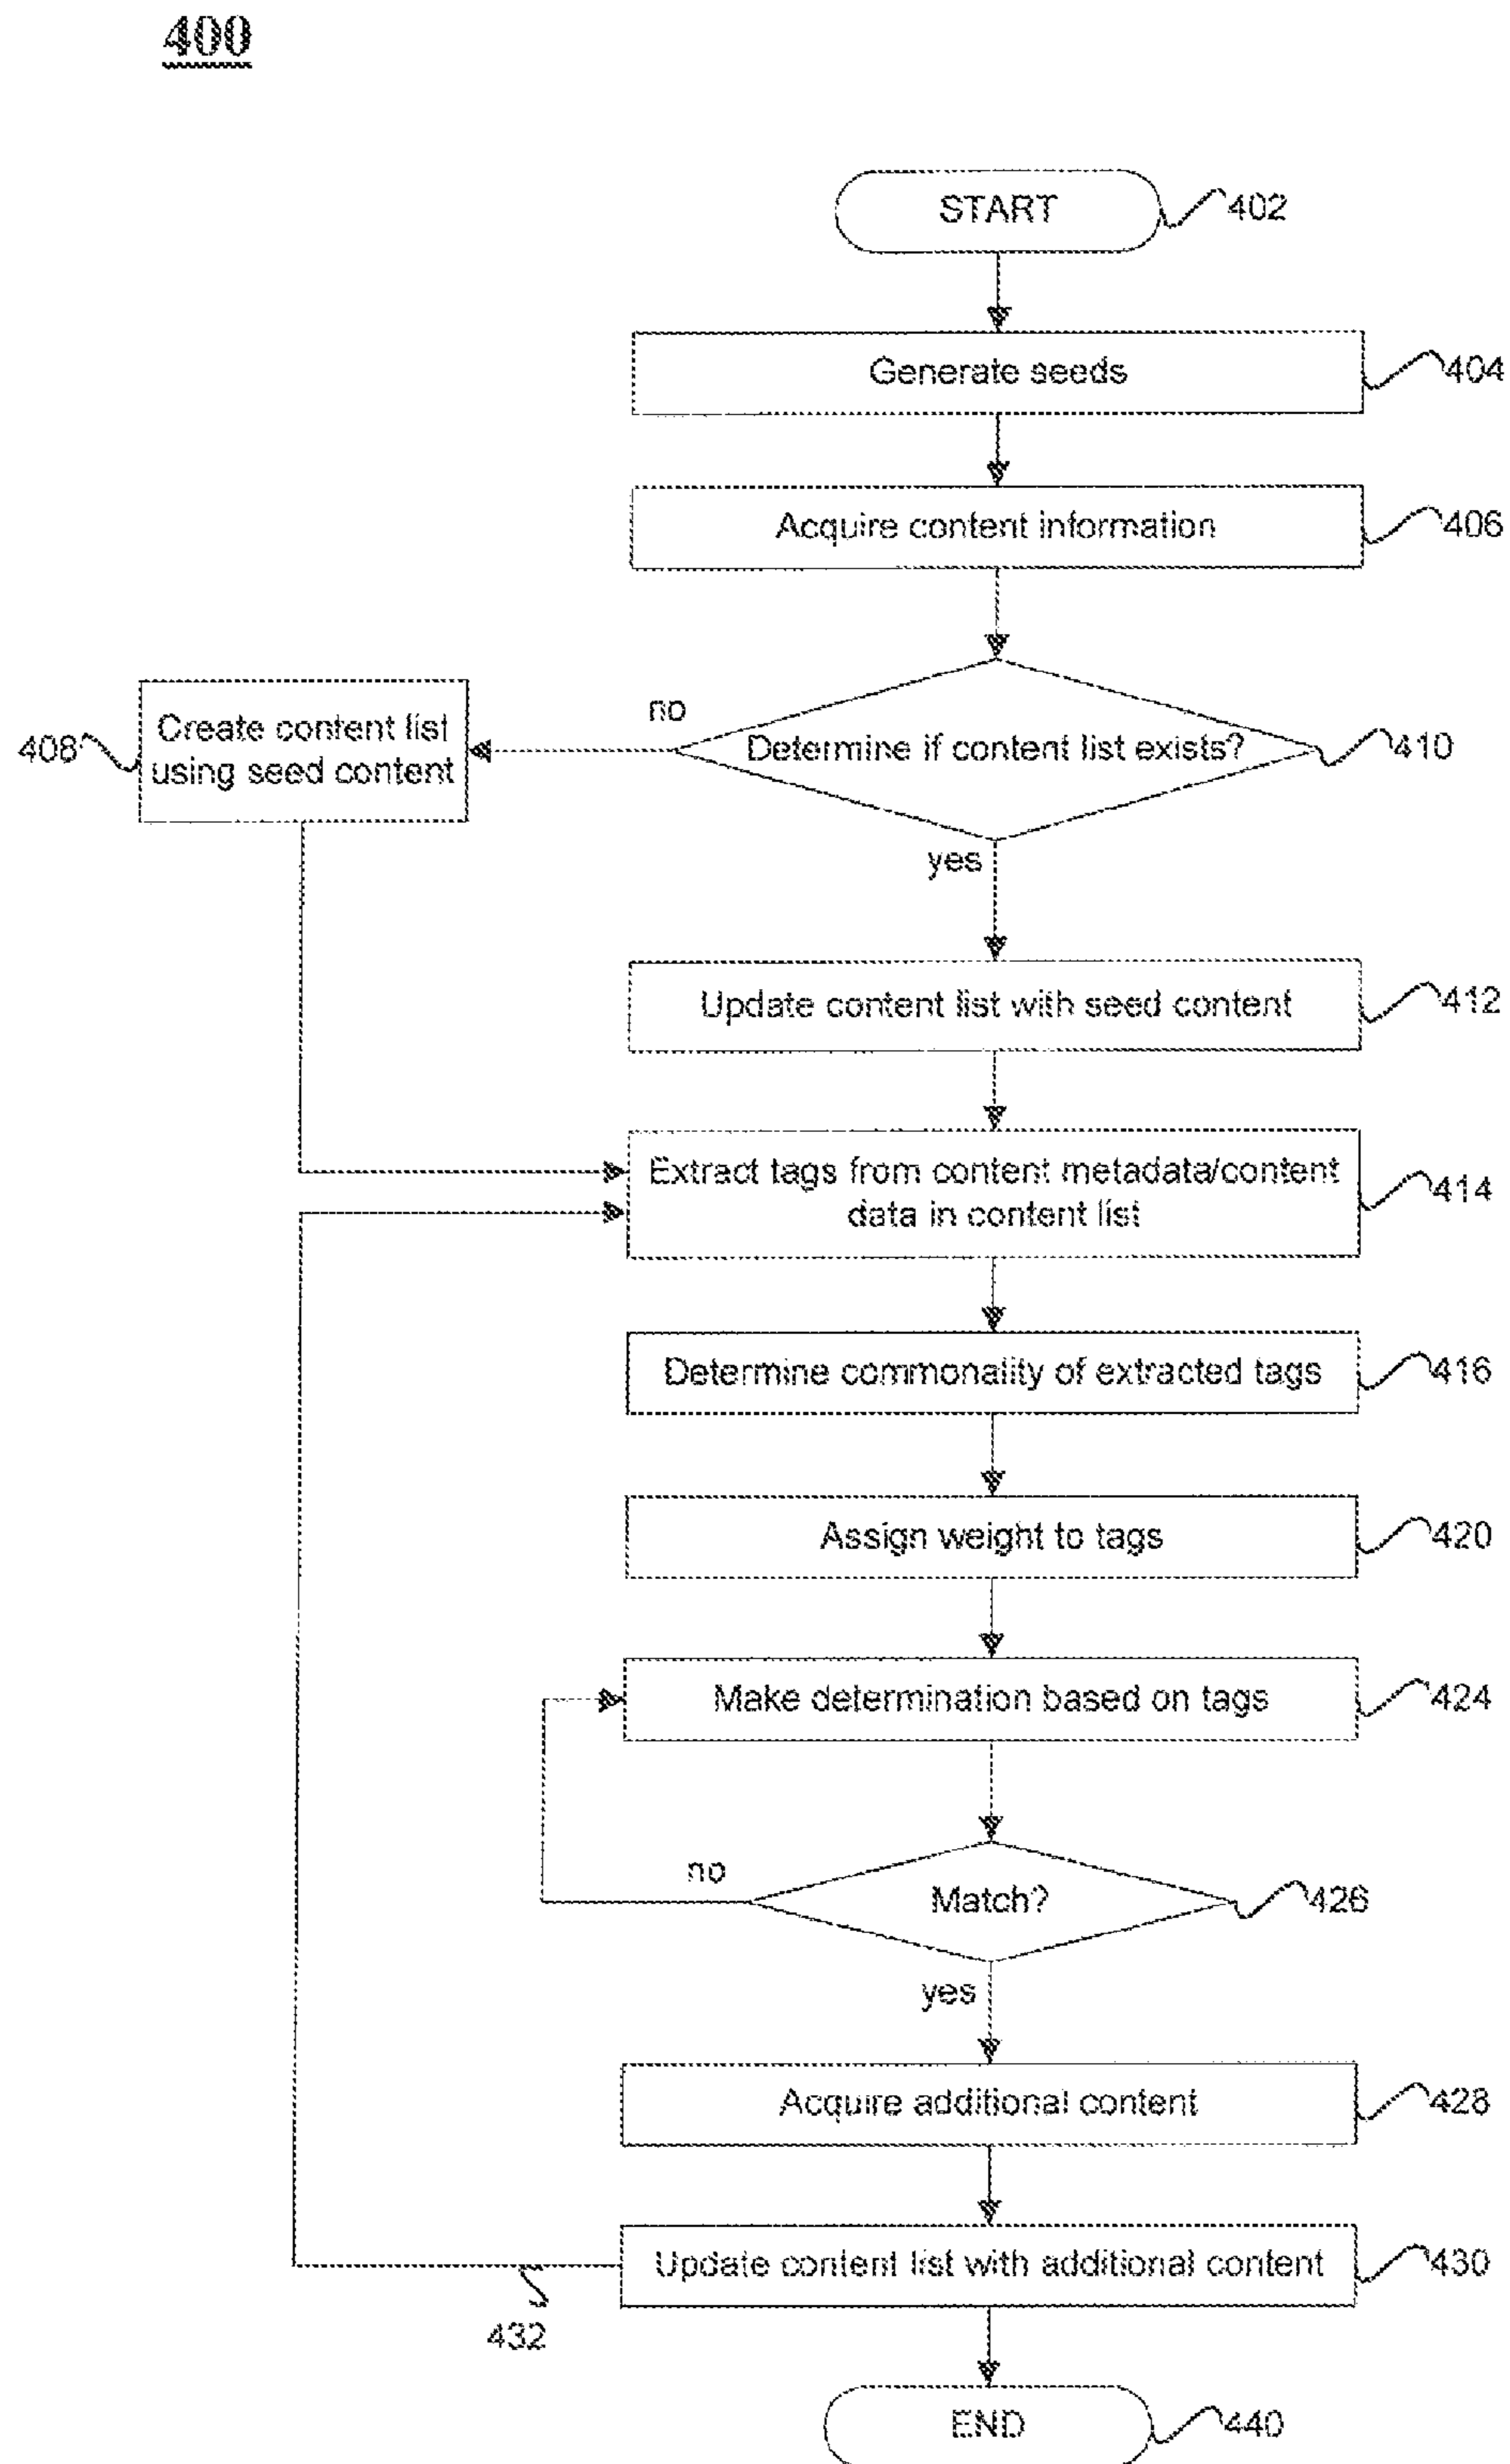 400
START
402
Generate seeds
404
Acquire content information
406
no
Create content list
using seed content
408
Determine if content list exists?
410
yes
Update content list with seed content
412
Extract tags from content metadata/content
data in content list
414
Determine commonality of extracted tags
416
Assign weight to tags
420
Make determination based on tags
424
no
Match?
426
yes
Acquire additional content
428
Update content list with additional content
430
432
END
440